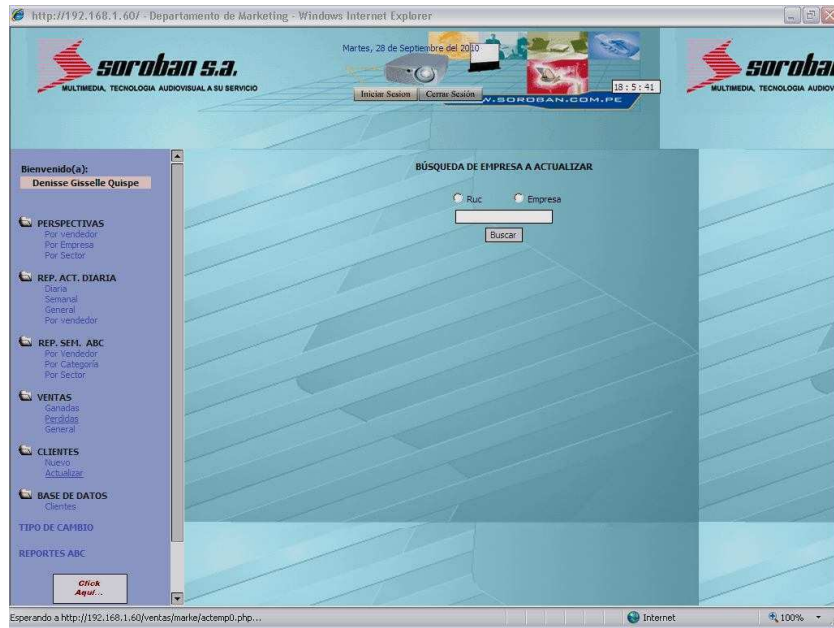 http://192.168.1.60/ - Departamento de Marketing - Windows Internet Explorer
soroban s.a.
MULTIMEDIA, TECNOLOGIA AUDIOVISUAL A SU SERVICIO
Martes, 28 de Septiembre del 2010
Iniciar Sesion
Cerrar Sesión
18 : 5 : 41
W.SOROBAN.COM.PE
soroba
MULTIMEDIA, TECNOLOGIA AUDIOV
Bienvenido(a):
Denisse Gisselle Quispe
PERSPECTIVAS
Por vendedor
Por Empresa
Por Sector
REP. ACT. DIARIA
Diaria
Semanal
General
Por vendedor
REP. SEM. ABC
Por Vendedor
Por Categoría
Por Sector
VENTAS
Ganadas
Perdidas
General
CLIENTES
Nuevo
Actualizar
BASE DE DATOS
Clientes
TIPO DE CAMBIO
REPORTES ABC
Click
Aquí...
BÚSQUEDA DE EMPRESA A ACTUALIZAR
Ruc
Empresa
Buscar
Esperando a http://192.168.1.60/ventas/marke/actemp0.php...
Internet
100%